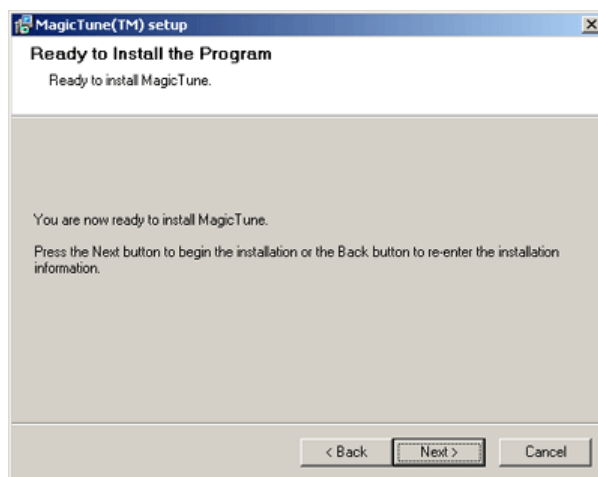 MagicTune(TM) setup
Ready to Install the Program
Ready to install MagicTune.
You are now ready to install MagicTune.
Press the Next button to begin the installation or the Back button to re-enter the installation
information.
< Back
Next >
Cancel